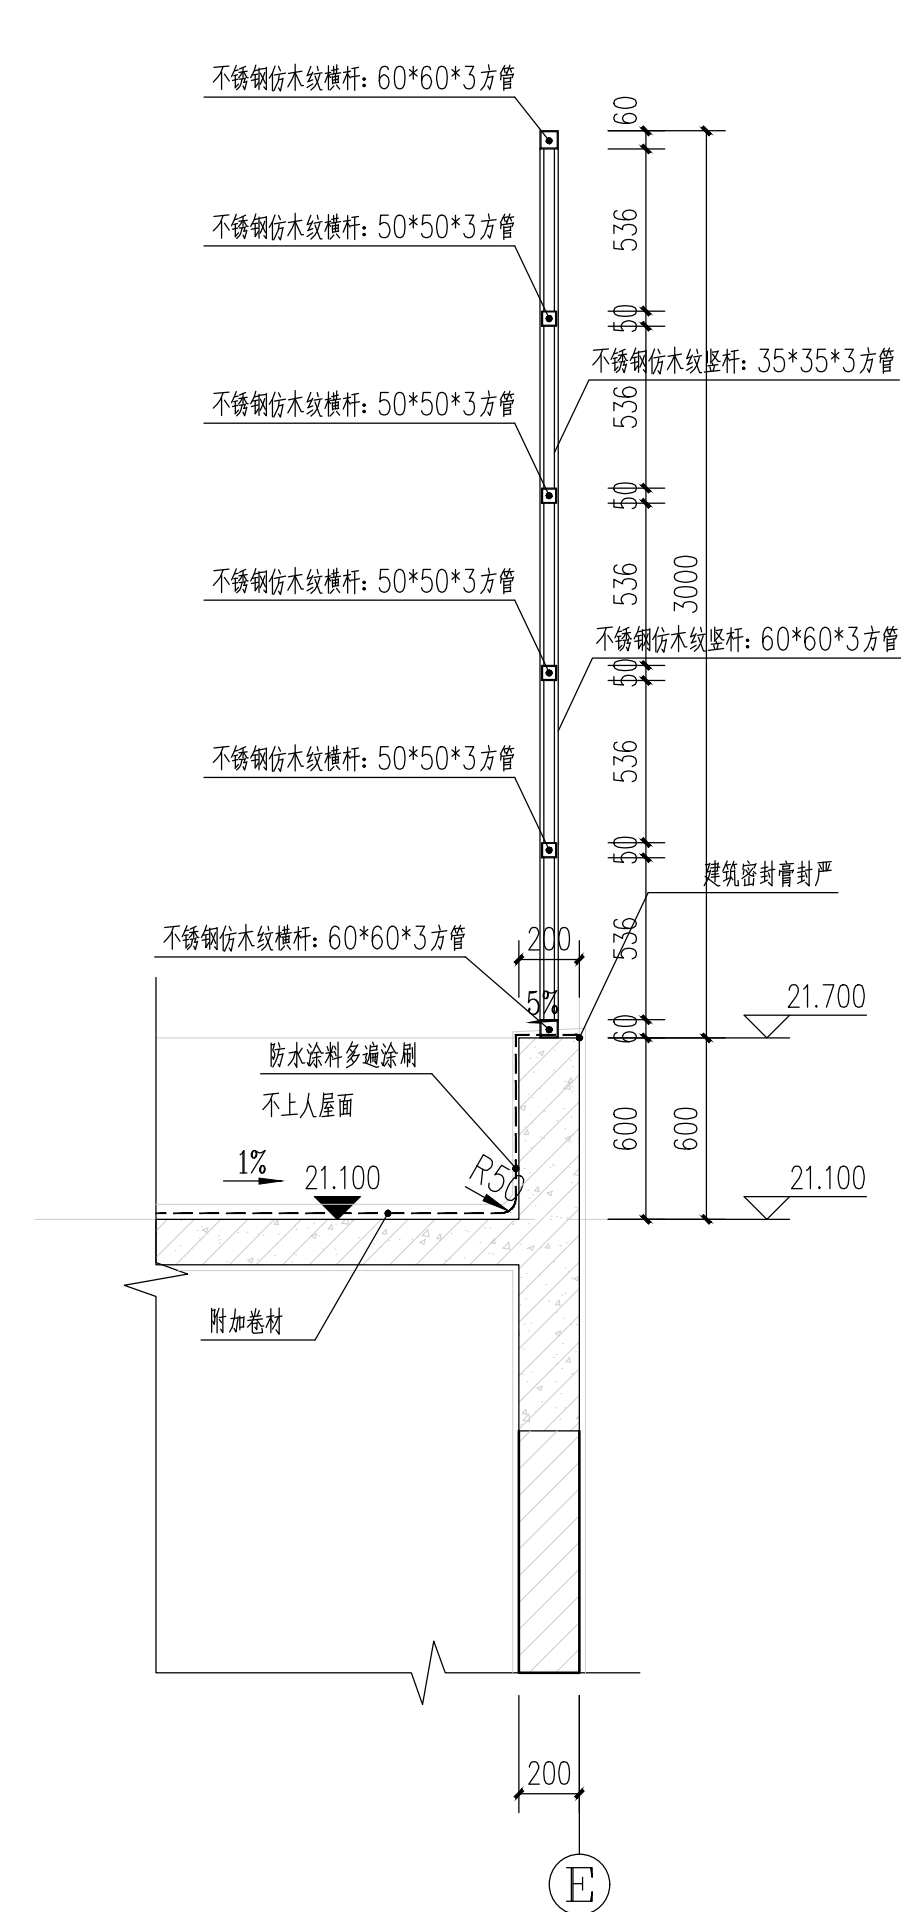 不锈钢仿木纹横杆：60*60*3方管
60
不锈钢仿木纹横杆：50*50*3方管
536
50
不锈钢仿木纹竖杆：35*35*3方管
不锈钢仿木纹横杆：50*50*3方管
536
50
不锈钢仿木纹横杆：50*50*3方管
536
3000
不锈钢仿木纹竖杆：60*60*3方管
50
不锈钢仿木纹横杆：50*50*3方管
536
50
建筑密封膏封严
不锈钢仿木纹横杆：60*60*3方管
200
536
5%
21.700
60
防水涂料多遍涂刷
不上人屋面
600
600
1%
21.100
R50
21.100
附加卷材
200
E